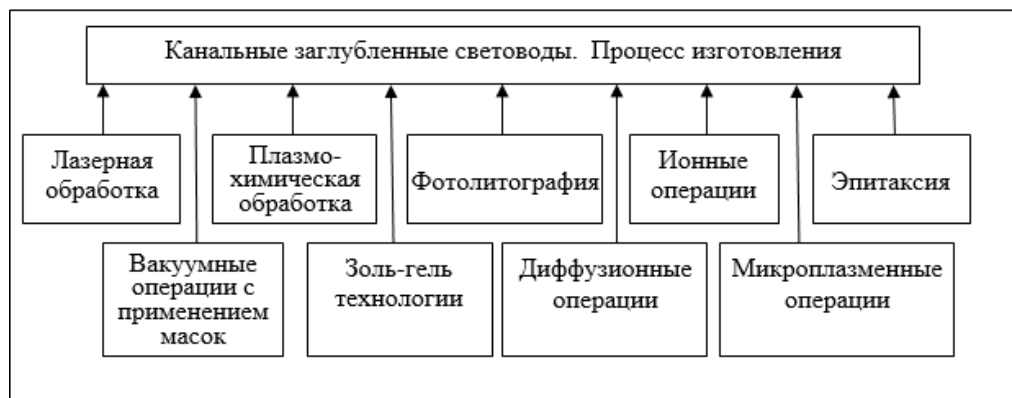 Канальные заглубленные световоды. Процесс изготовления
Лазерная
обработка
Плазмо-
химическая
обработка
Фотолитография
Ионные
операции
Эпитаксия
Вакуумные
операции с
применением
масок
Золь-гель
технологии
Диффузионные
операции
Микроплазменные
операции